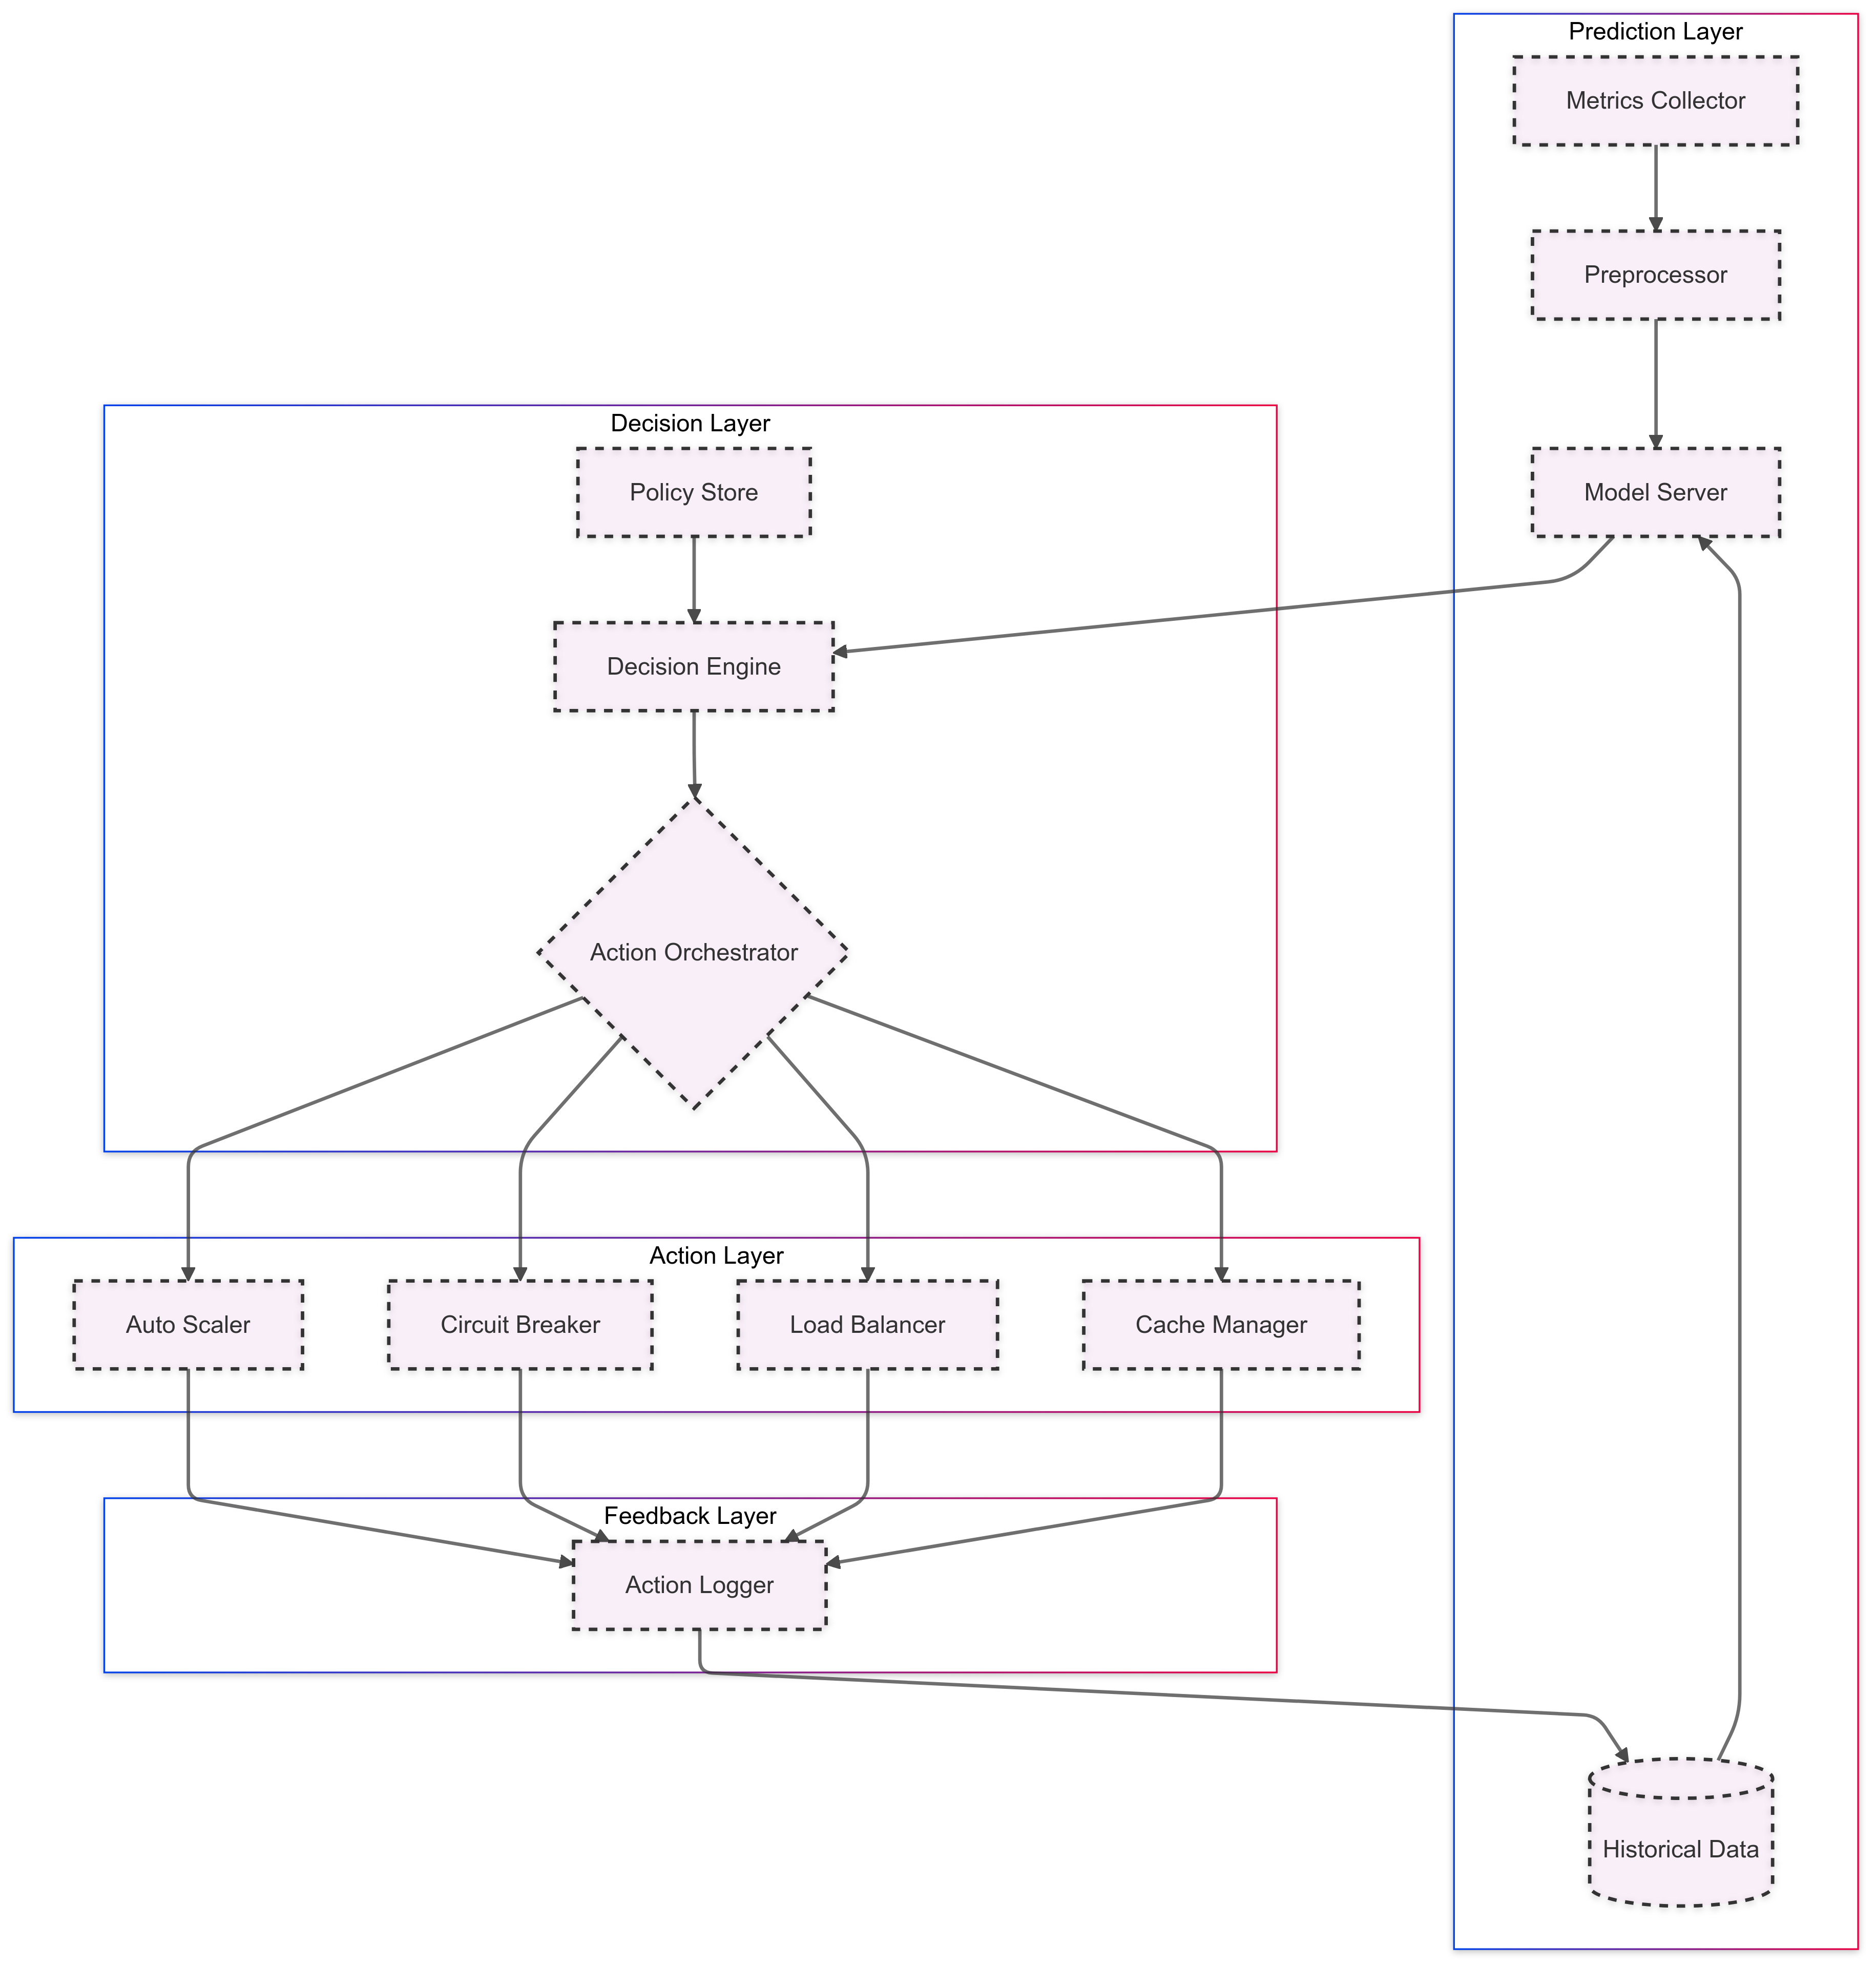 Prediction Layer
Metrics Collector
Preprocessor
Model Server
Decision Layer
Policy Store
Decision Engine
Action Orchestrator
Action Layer
Auto Scaler
Circuit Breaker
Load Balancer
Cache Manager
Feedback Layer
Action Logger
Historical Data